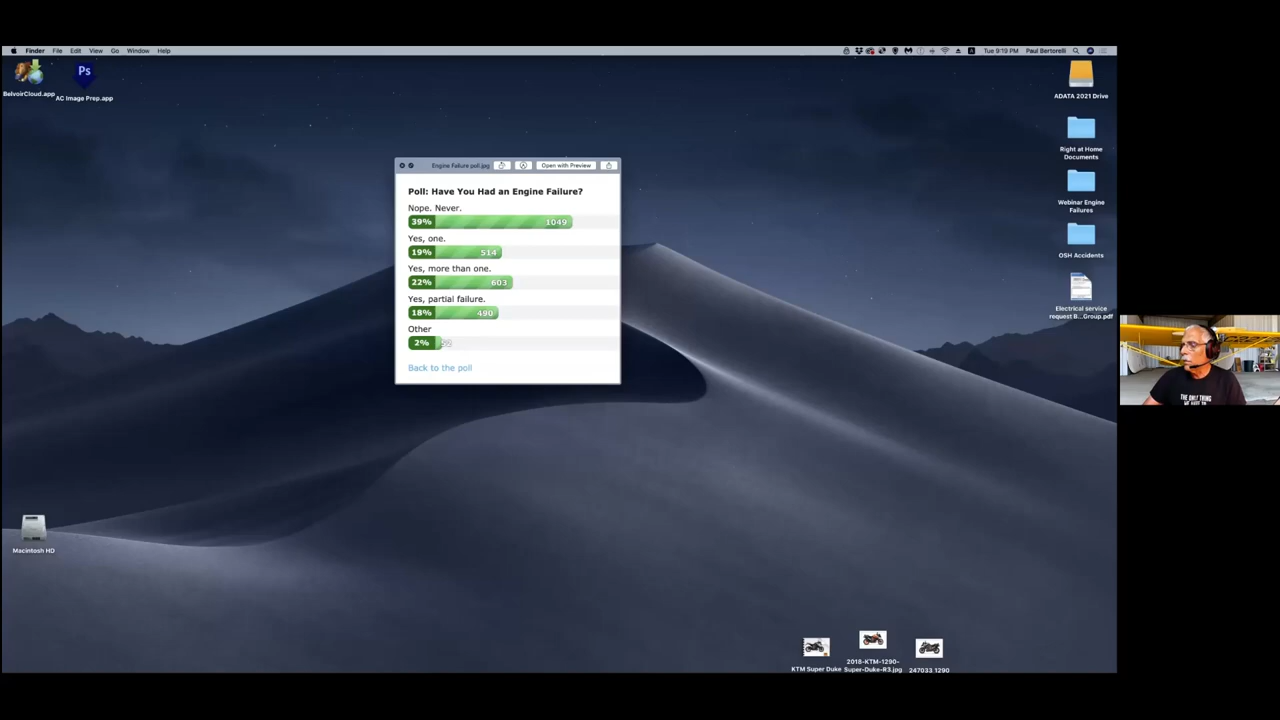 Finder File Edit View Go Window Help
Tue 9:19 PM Paul Bertorelli
Ps
BelvoirCloud.app
AC Image Prep.app
ADATA 2021 Drive
Right at Home
Documents
Webinar Engine
Failures
OSH Accidents
Electrical service
request B...Group.pdf
Engine Failure poll.jpg
Open with Preview
Poll: Have You Had an Engine Failure?
Nope. Never.
39% 1049
Yes, one.
19% 514
Yes, more than one.
22% 603
Yes, partial failure.
18% 490
Other
2% 52
Back to the poll
THE ONLY THING
Macintosh HD
KTM Super Duke
2018-KTM-1290-
Super-Duke-R3.jpg
247033 1290